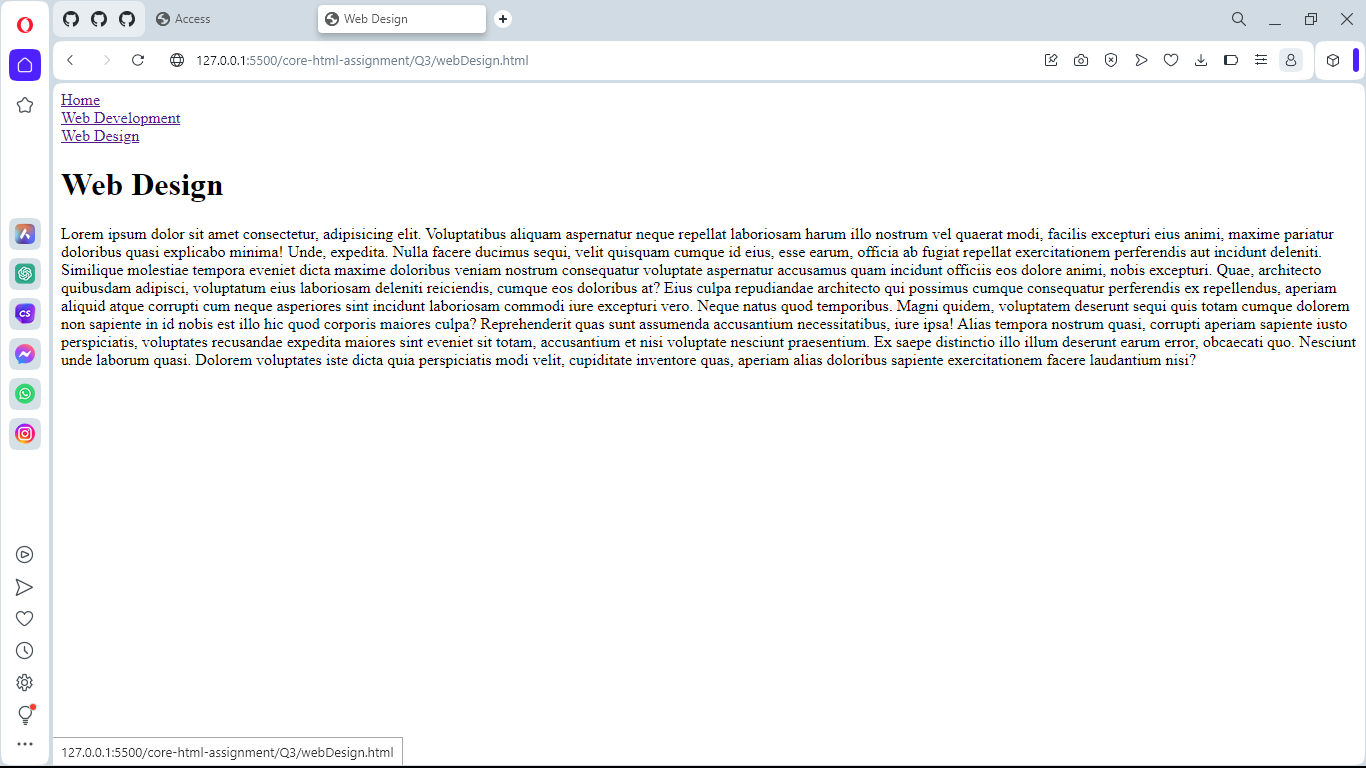 Access
Web Design
127.0.0.1:5500/core-html-assignment/Q3/webDesign.html
Home
Web Development
Web Design
Web Design
Lorem ipsum dolor sit amet consectetur, adipisicing elit. Voluptatibus aliquam aspernatur neque repellat laboriosam harum illo nostrum vel quaerat modi, facilis excepturi eius animi, maxime pariatur
doloribus quasi explicabo minima! Unde, expedita. Nulla facere ducimus sequi, velit quisquam cumque id eius, esse earum, officia ab fugiat repellat exercitationem perferendis aut incidunt deleniti.
Similique molestiae tempora eveniet dicta maxime doloribus veniam nostrum consequatur voluptate aspernatur accusamus quam incidunt officiis eos dolore animi, nobis excepturi. Quae, architecto
quibusdam adipisci, voluptatum eius laboriosam deleniti reiciendis, cumque eos doloribus at? Eius culpa repudiandae architecto qui possimus cumque consequatur perferendis ex repellendus, aperiam
aliquid atque corrupti cum neque asperiores sint incidunt laboriosam commodi iure excepturi vero. Neque natus quod temporibus. Magni quidem, voluptatem deserunt sequi quis totam cumque dolorem
non sapiente in id nobis est illo hic quod corporis maiores culpa? Reprehenderit quas sunt assumenda accusantium necessitatibus, iure ipsa! Alias tempora nostrum quasi, corrupti aperiam sapiente iusto
perspiciatis, voluptates recusandae expedita maiores sint eveniet sit totam, accusantium et nisi voluptate nesciunt praesentium. Ex saepe distinctio illo illum deserunt earum error, obcaecati quo. Nesciunt
unde laborum quasi. Dolorem voluptates iste dicta quia perspiciatis modi velit, cupiditate inventore quas, aperiam alias doloribus sapiente exercitationem facere laudantium nisi?
CS
127.0.0.1:5500/core-html-assignment/Q3/webDesign.html